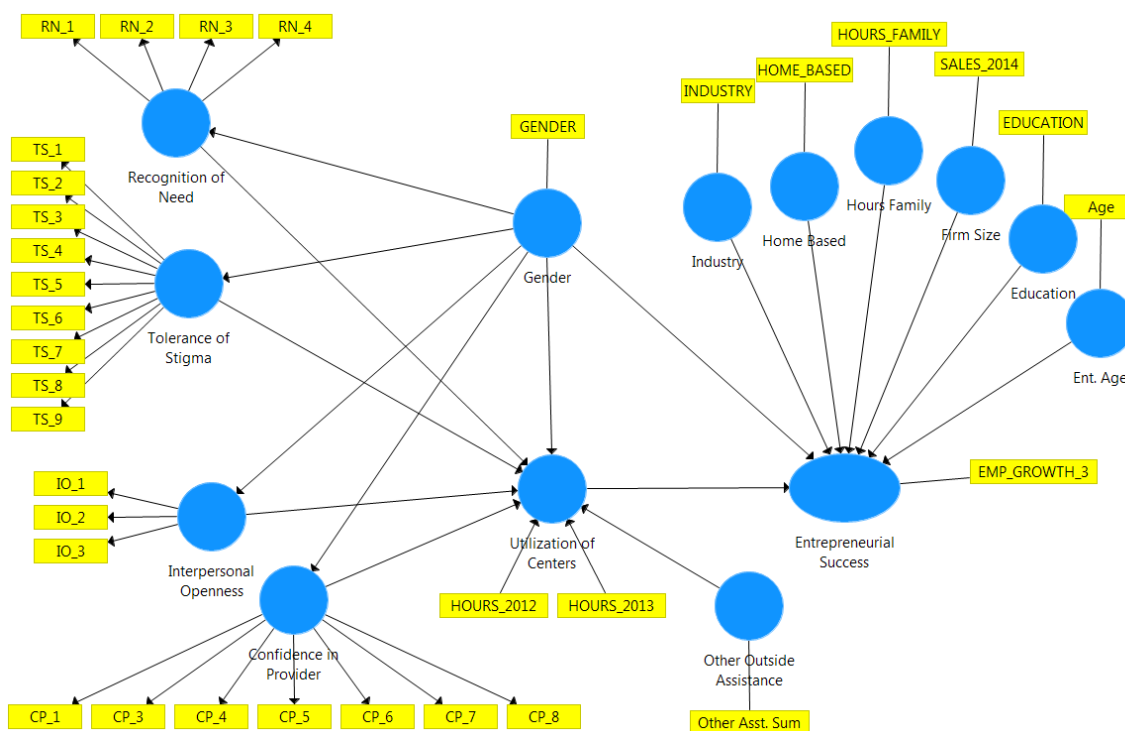 RN_1
RN_2
RN_3
RN_4
Recognition of
Need
TS_1
TS_2
TS_3
TS_4
TS_5
TS_6
TS_7
TS_8
TS_9
Tolerance of
Stigma
GENDER
Gender
INDUSTRY
Industry
HOME_BASED
Home Based
HOURS_FAMILY
Hours Family
SALES_2014
Firm Size
EDUCATION
Education
Age
Ent. Age
IO_1
IO_2
IO_3
Interpersonal
Openness
Utilization of
Centers
HOURS_2012
HOURS_2013
Entrepreneurial
Success
EMP_GROWTH_3
Confidence in
Provider
CP_1
CP_3
CP_4
CP_5
CP_6
CP_7
CP_8
Other Outside
Assistance
Other Asst. Sum